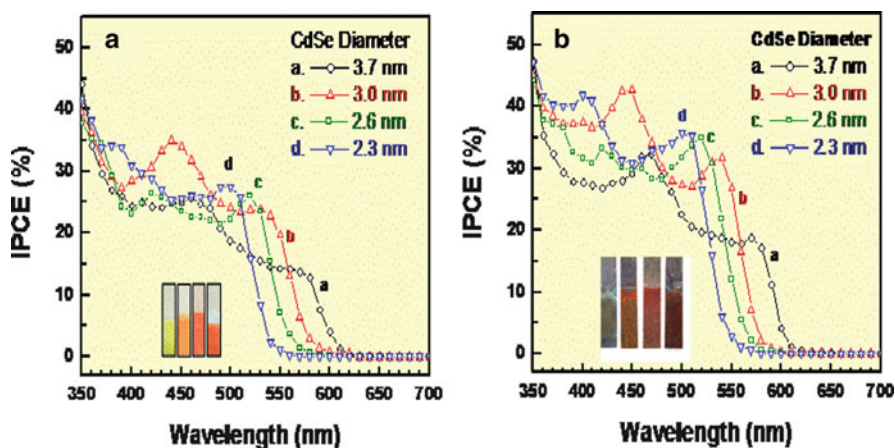 a
CdSe Diameter
a. 3.7 nm
b. 3.0 nm
c. 2.6 nm
d. 2.3 nm
d
c
b
a
50
40
30
20
10
0
IPCE (%)
350 400 450 500 550 600 650 700
Wavelength (nm)
b
CdSe Diameter
a. 3.7 nm
b. 3.0 nm
c. 2.6 nm
d. 2.3 nm
d
c
b
a
50
40
30
20
10
0
IPCE (%)
350 400 450 500 550 600 650 700
Wavelength (nm)